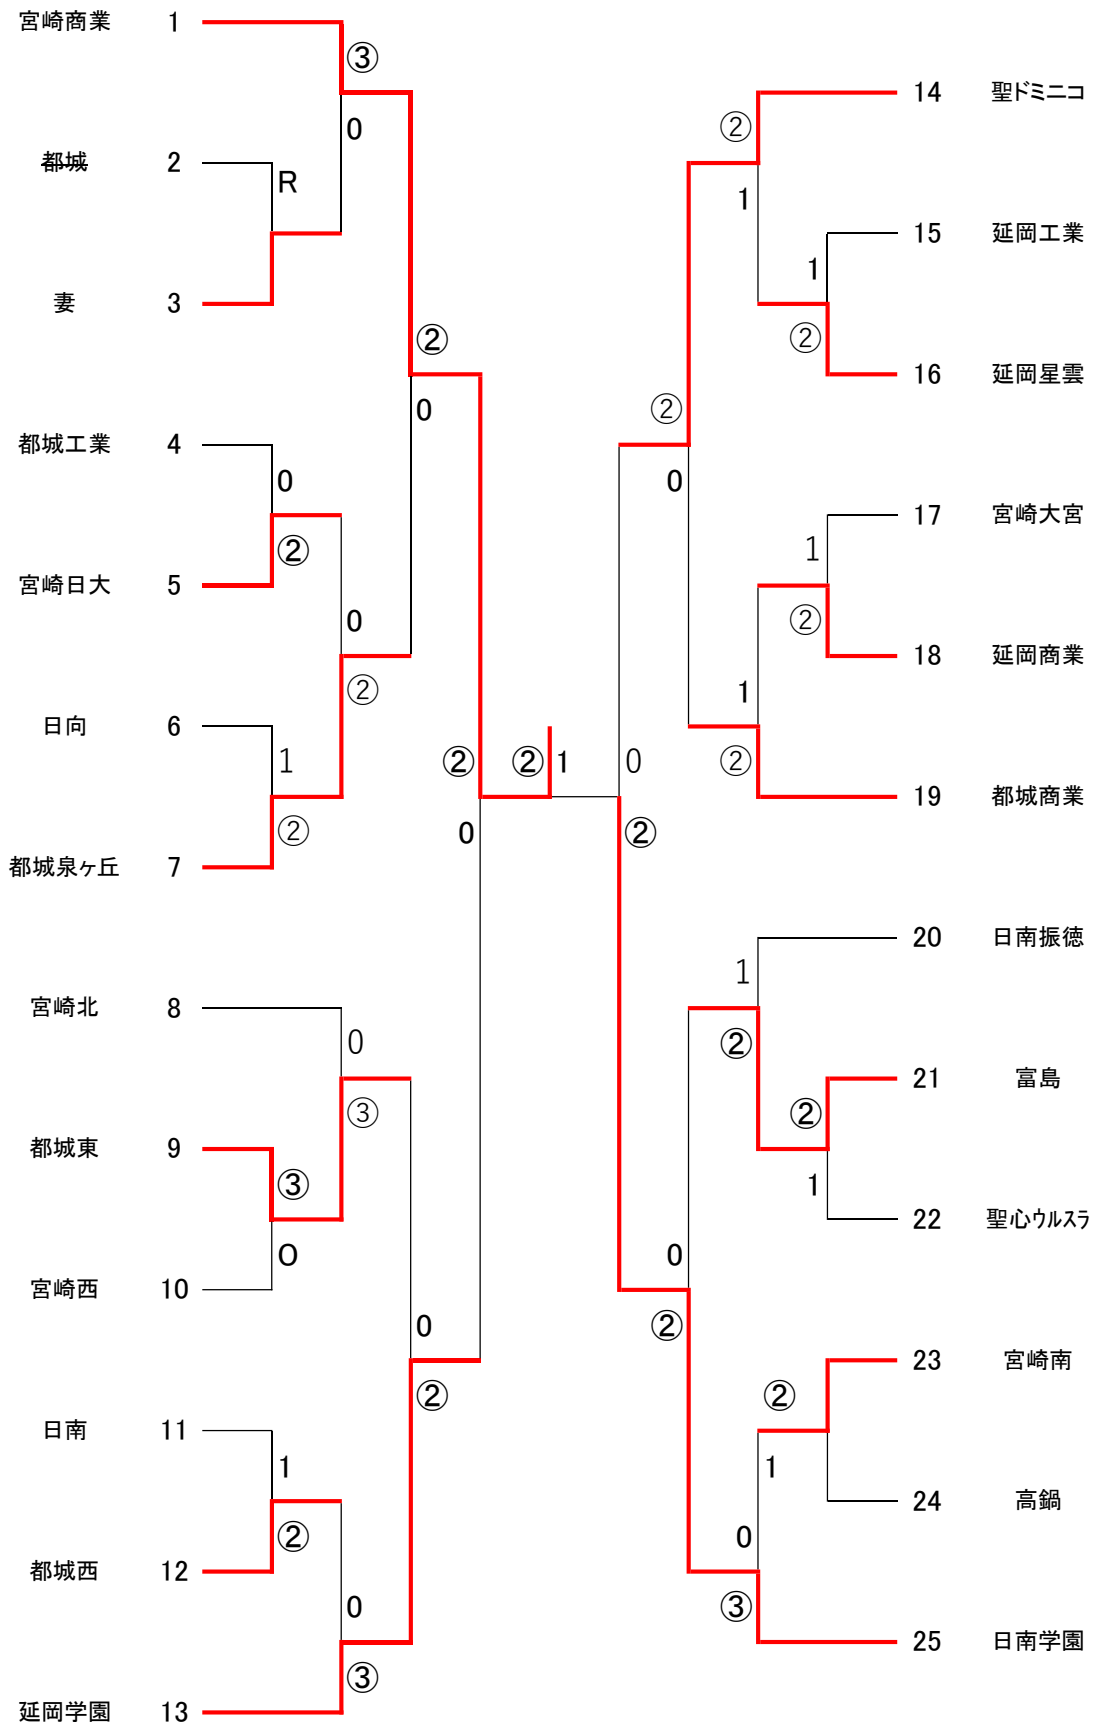 宮崎商業 1
③
0
都城 2
R
妻 3
②
0
都城工業 4
0
②
宮崎日大 5
0
②
日向 6
1
②
都城泉ヶ丘 7
②
0
② 1
0
②
宮崎北 8
0
③
都城東 9
③
O
宮崎西 10
0
②
日南 11
1
②
都城西 12
0
③
延岡学園 13
14 聖ドミニコ
②
1
15 延岡工業
1
②
16 延岡星雲
②
0
17 宮崎大宮
1
②
18 延岡商業
1
②
19 都城商業
20 日南振徳
1
②
21 富島
②
1
22 聖心ウルスラ
0
②
23 宮崎南
②
1
24 高鍋
0
③
25 日南学園